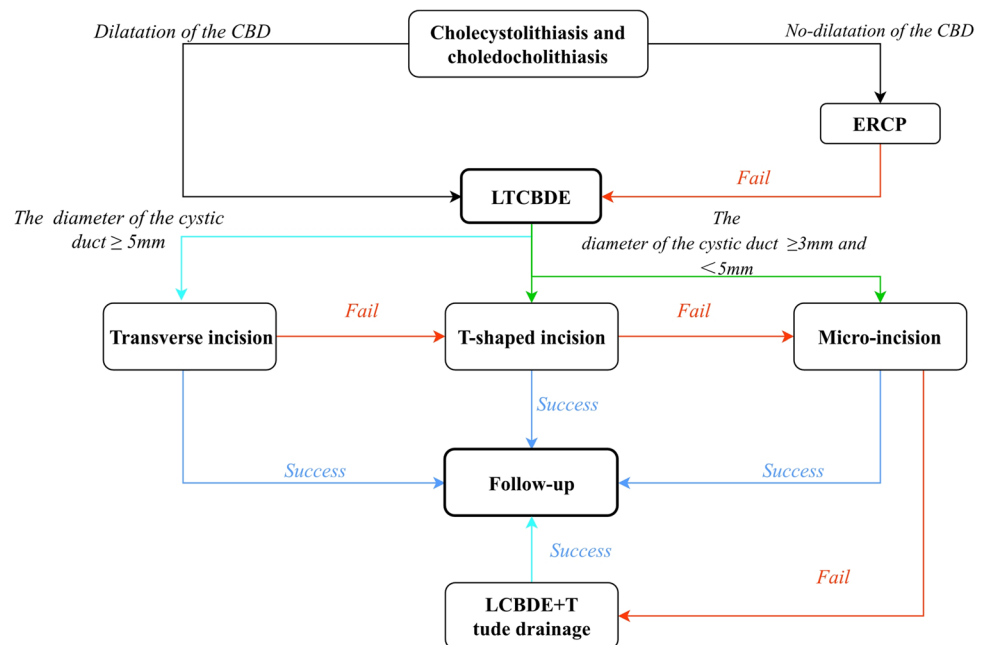 Dilatation of the CBD
Cholecystolithiasis and
choledocholithiasis
No-dilatation of the CBD
ERCP
Fail
LTCBDE
The diameter of the cystic
duct ≥ 5mm
The
diameter of the cystic duct ≥3mm and
＜5mm
Transverse incision
Fail
T-shaped incision
Fail
Micro-incision
Success
Success
Follow-up
Success
Success
Fail
LCBDE+T
tude drainage